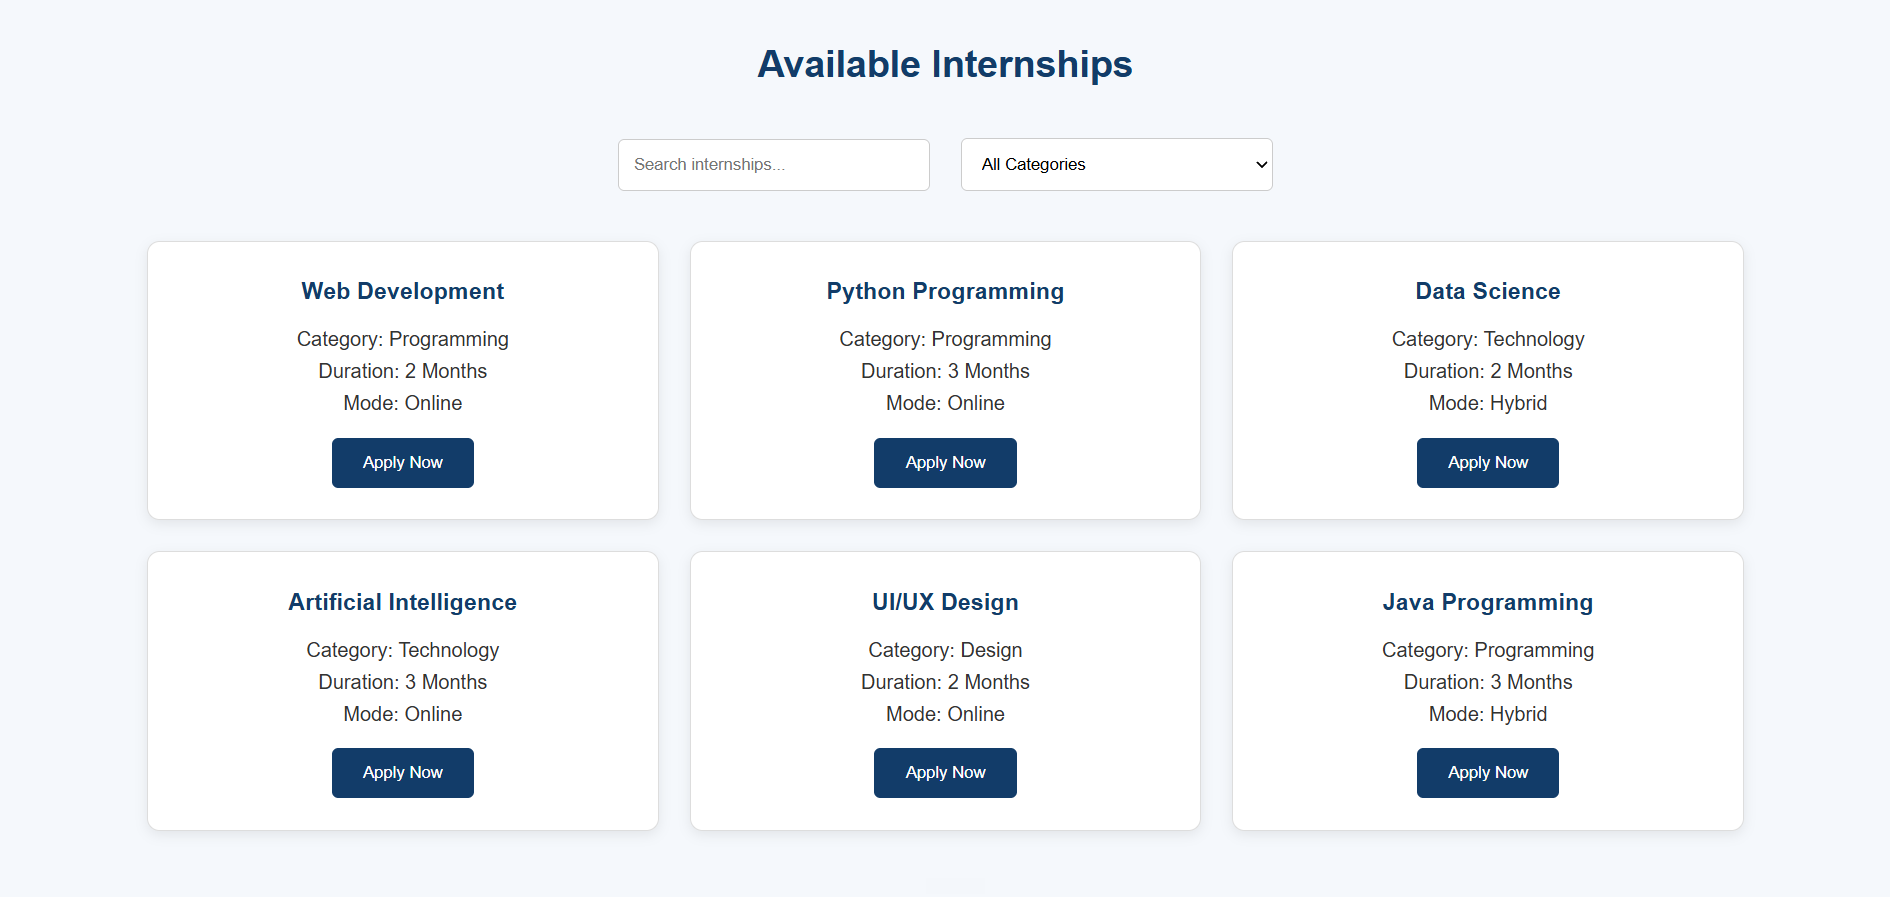 Available Internships
Search internships...
All Categories
Web Development
Category: Programming
Duration: 2 Months
Mode: Online
Apply Now
Python Programming
Category: Programming
Duration: 3 Months
Mode: Online
Apply Now
Data Science
Category: Technology
Duration: 2 Months
Mode: Hybrid
Apply Now
Artificial Intelligence
Category: Technology
Duration: 3 Months
Mode: Online
Apply Now
UI/UX Design
Category: Design
Duration: 2 Months
Mode: Online
Apply Now
Java Programming
Category: Programming
Duration: 3 Months
Mode: Hybrid
Apply Now